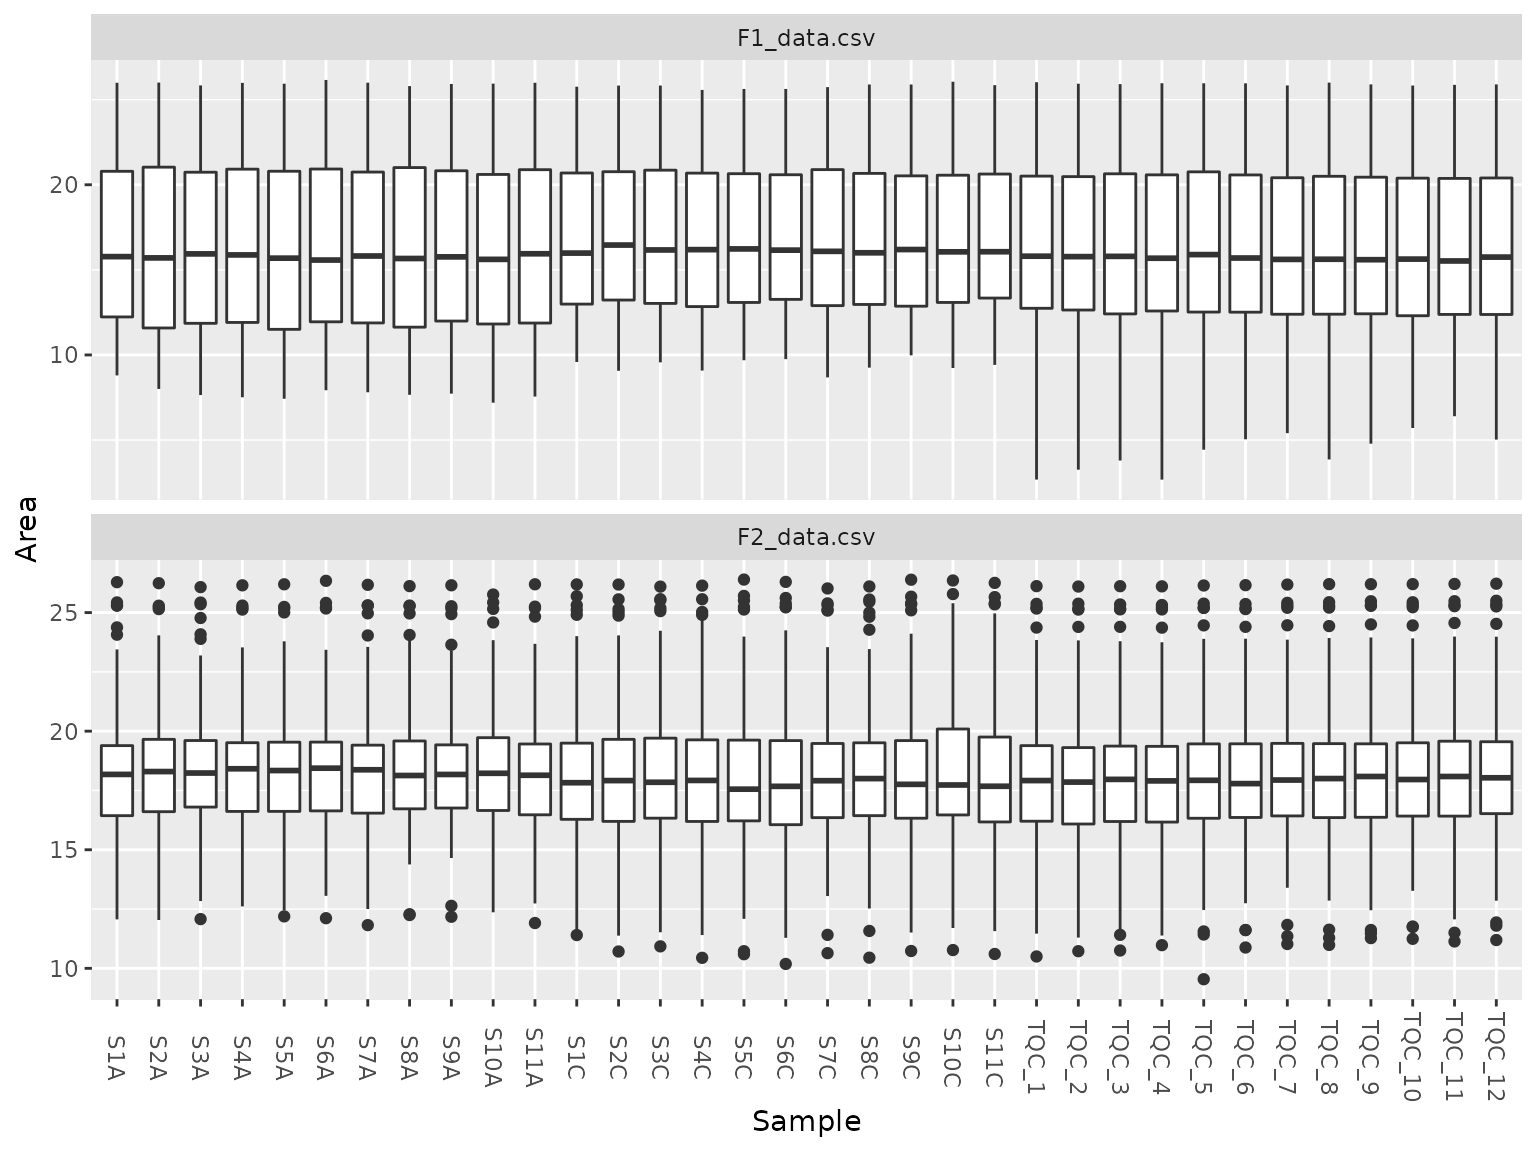 F1_data.csv
20
10
Area
F2_data.csv
25
20
15
10
S1A S2A S3A S4A S5A S6A S7A S8A S9A S10A S11A S1C S2C S3C S4C S5C S6C S7C S8C S9C S10C S11C TQC_1 TQC_2 TQC_3 TQC_4 TQC_5 TQC_6 TQC_7 TQC_8 TQC_9 TQC_10 TQC_11 TQC_12
Sample